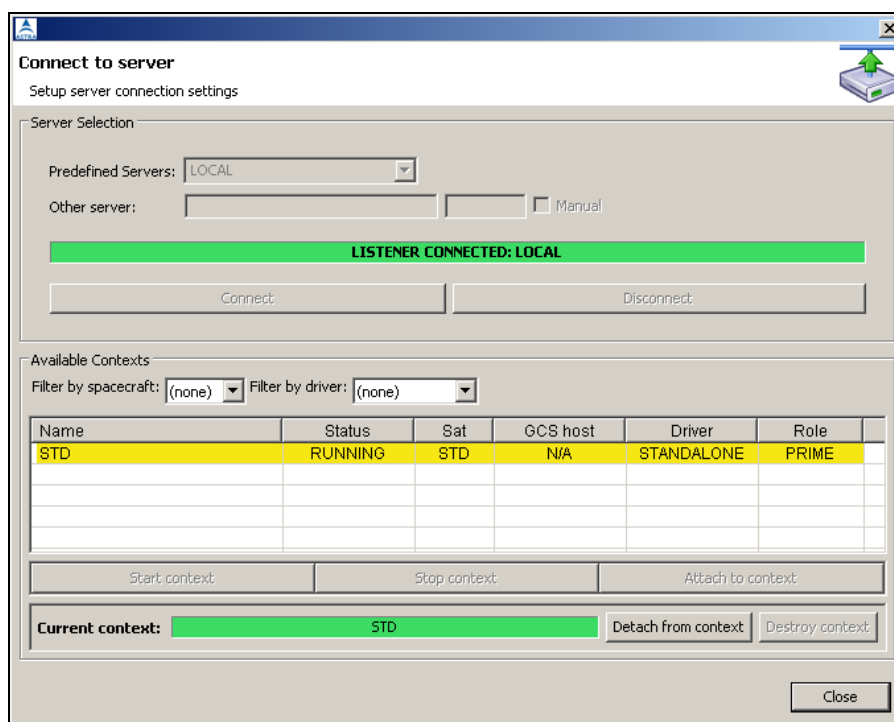 ASTRA
Connect to server
Setup server connection settings
Server Selection
Predefined Servers: LOCAL
Other server: Manual
LISTENER CONNECTED: LOCAL
Connect Disconnect
Available Contexts
Filter by spacecraft: (none) Filter by driver: (none)
Name Status Sat GCS host Driver Role
STD RUNNING STD N/A STANDALONE PRIME
Start context Stop context Attach to context
Current context: STD Detach from context Destroy context
Close